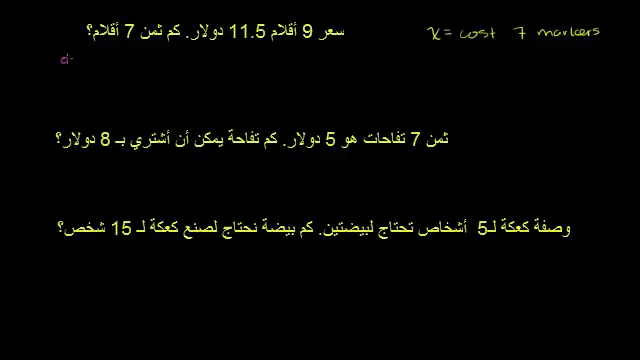 سعر 9 أقلام 11.5 دولار. كم ثمن 7 أقلام؟
x = cost 7 markers
ثمن 7 تفاحات هو 5 دولار. كم تفاحة يمكن أن أشتري بـ 8 دولار؟
وصفة كعكة لـ5 أشخاص تحتاج لبيضتين. كم بيضة نحتاج لصنع كعكة لـ 15 شخص؟